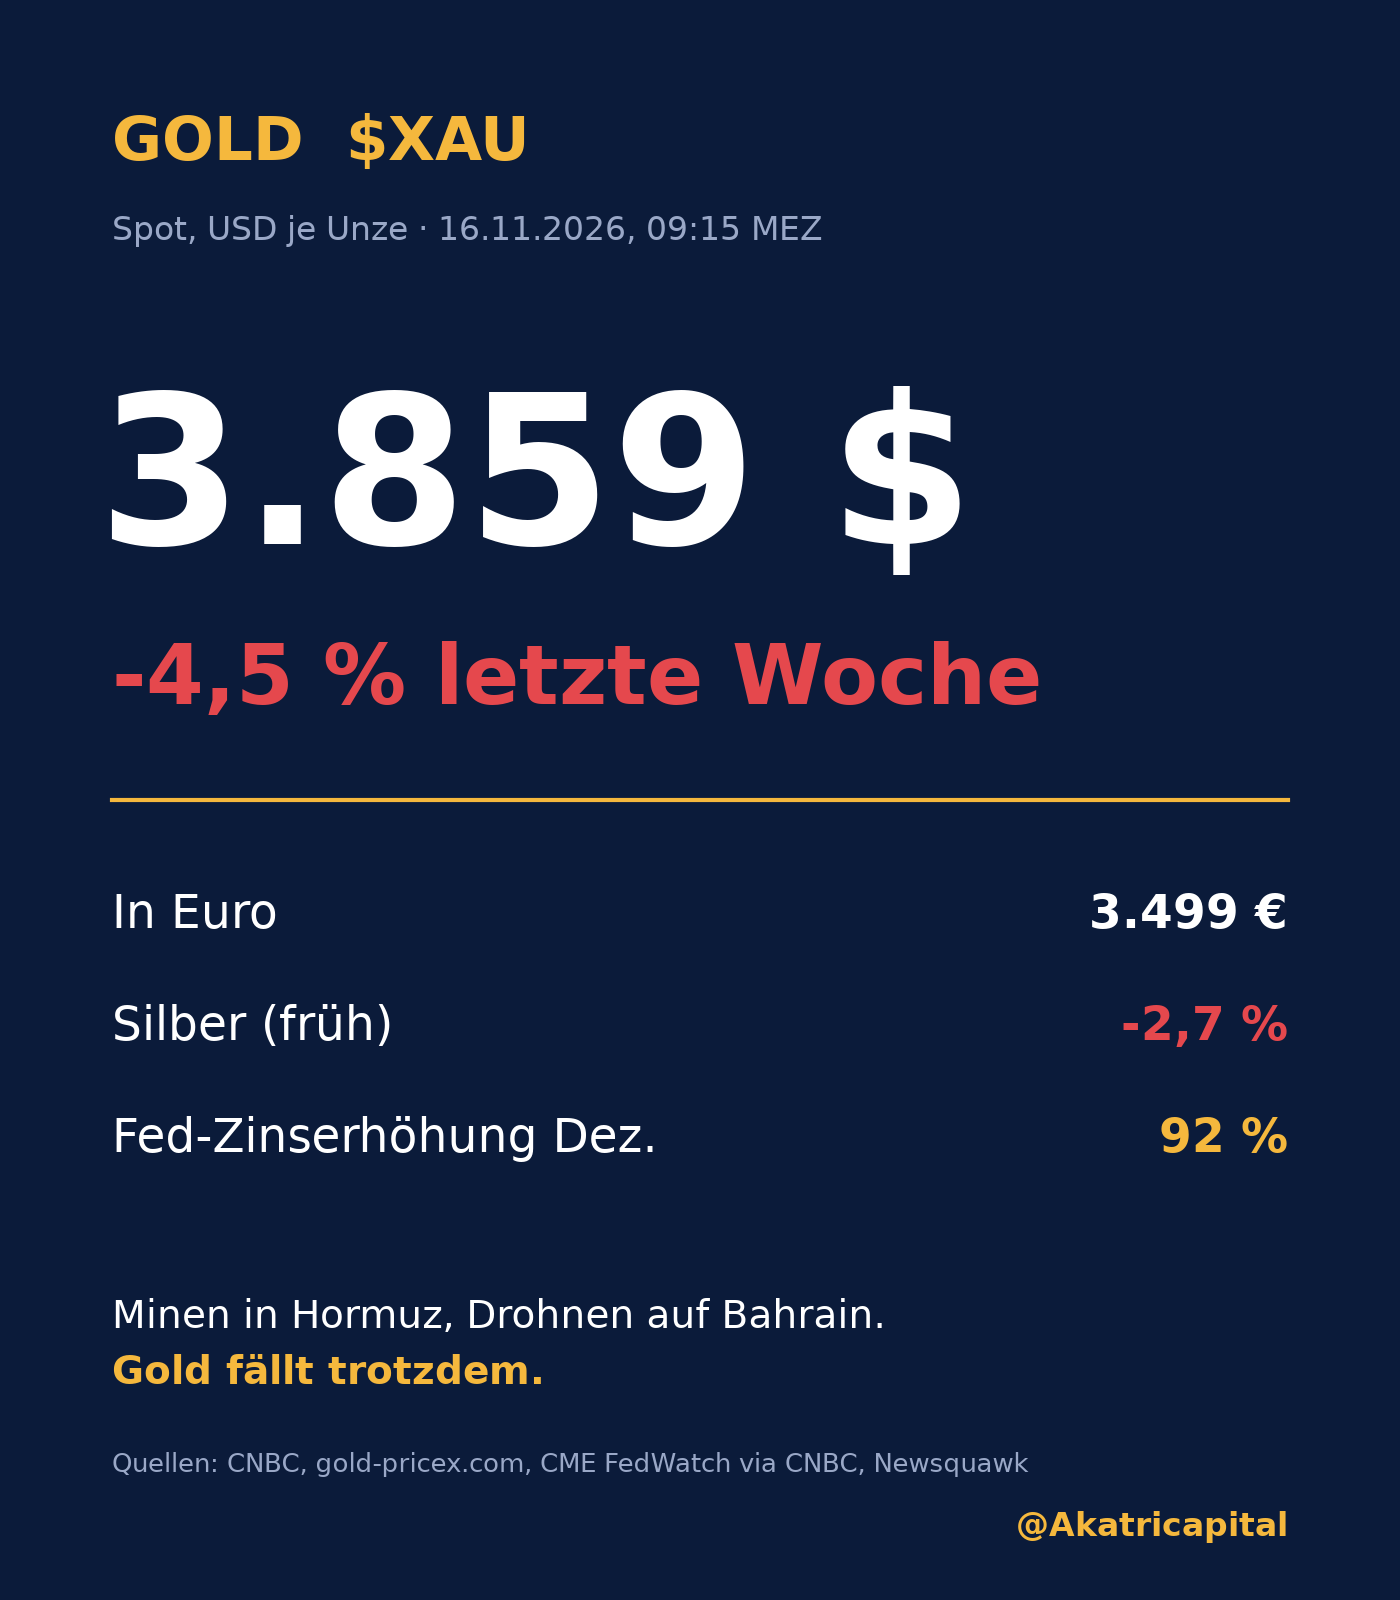 GOLD $XAU
Spot, USD je Unze · 16.11.2026, 09:15 MEZ
3.859 $
-4,5 % letzte Woche
In Euro 3.499 €
Silber (früh) -2,7 %
Fed-Zinserhöhung Dez. 92 %
Minen in Hormuz, Drohnen auf Bahrain.
Gold fällt trotzdem.
Quellen: CNBC, gold-pricex.com, CME FedWatch via CNBC, Newsquawk
@Akatricapital